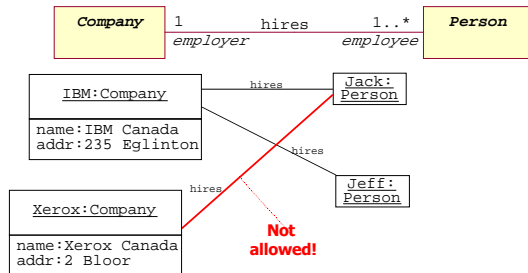 Company
1
hires
1..*
Person
employer
employee
IBM:Company
name:IBM Canada
addr:235 Eglinton
hires
Jack:
Person
hires
Jeff:
Person
hires
Xerox:Company
name:Xerox Canada
addr:2 Bloor
Not
allowed!